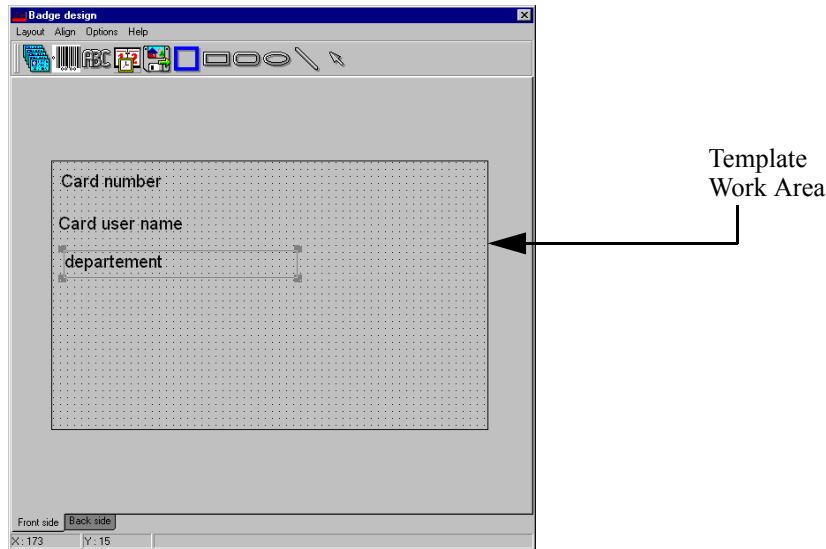 Badge design
Layout Align Options Help
ABC
Card number
Card user name
departement
Template
Work Area
Front side Back side
X: 173 Y: 15